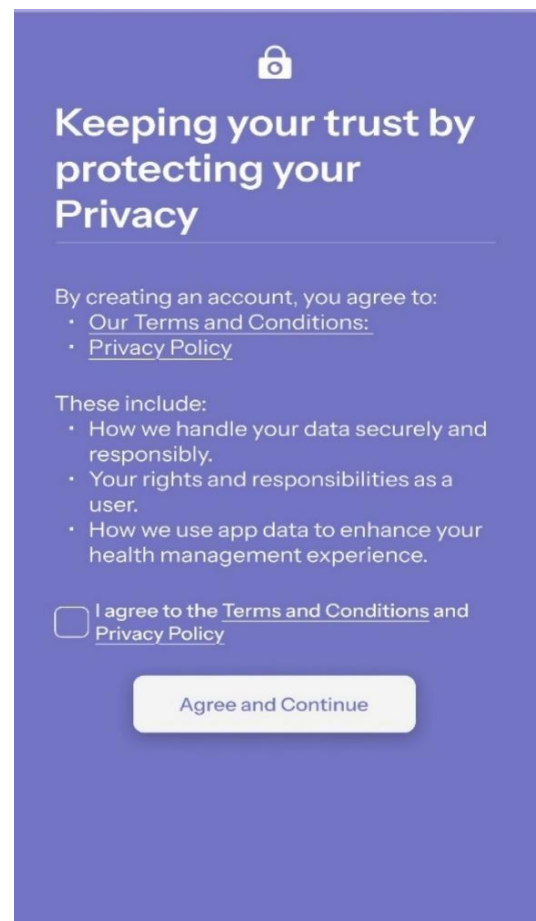 Keeping your trust by
protecting your
Privacy
By creating an account, you agree to:
· Our Terms and Conditions:
· Privacy Policy
These include:
· How we handle your data securely and
responsibly.
· Your rights and responsibilities as a
user.
· How we use app data to enhance your
health management experience.
I agree to the Terms and Conditions and
Privacy Policy
Agree and Continue